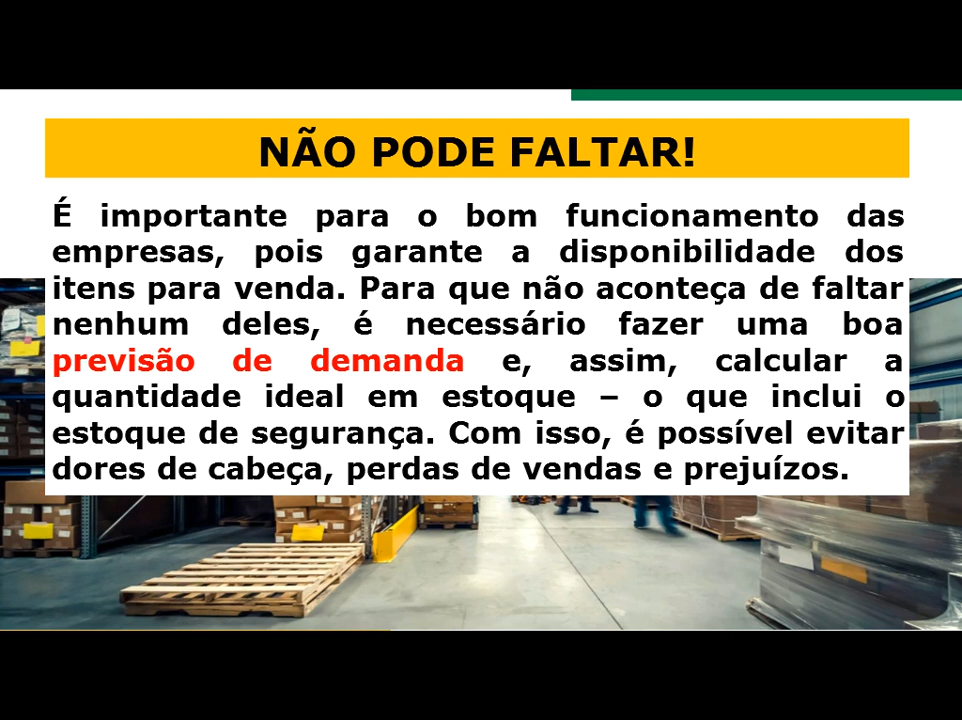 NÃO PODE FALTAR!
É importante para o bom funcionamento das
empresas, pois garante a disponibilidade dos
itens para venda. Para que não aconteça de faltar
nenhum deles, é necessário fazer uma boa
previsão de demanda e, assim, calcular a
quantidade ideal em estoque – o que inclui o
estoque de segurança. Com isso, é possível evitar
dores de cabeça, perdas de vendas e prejuízos.